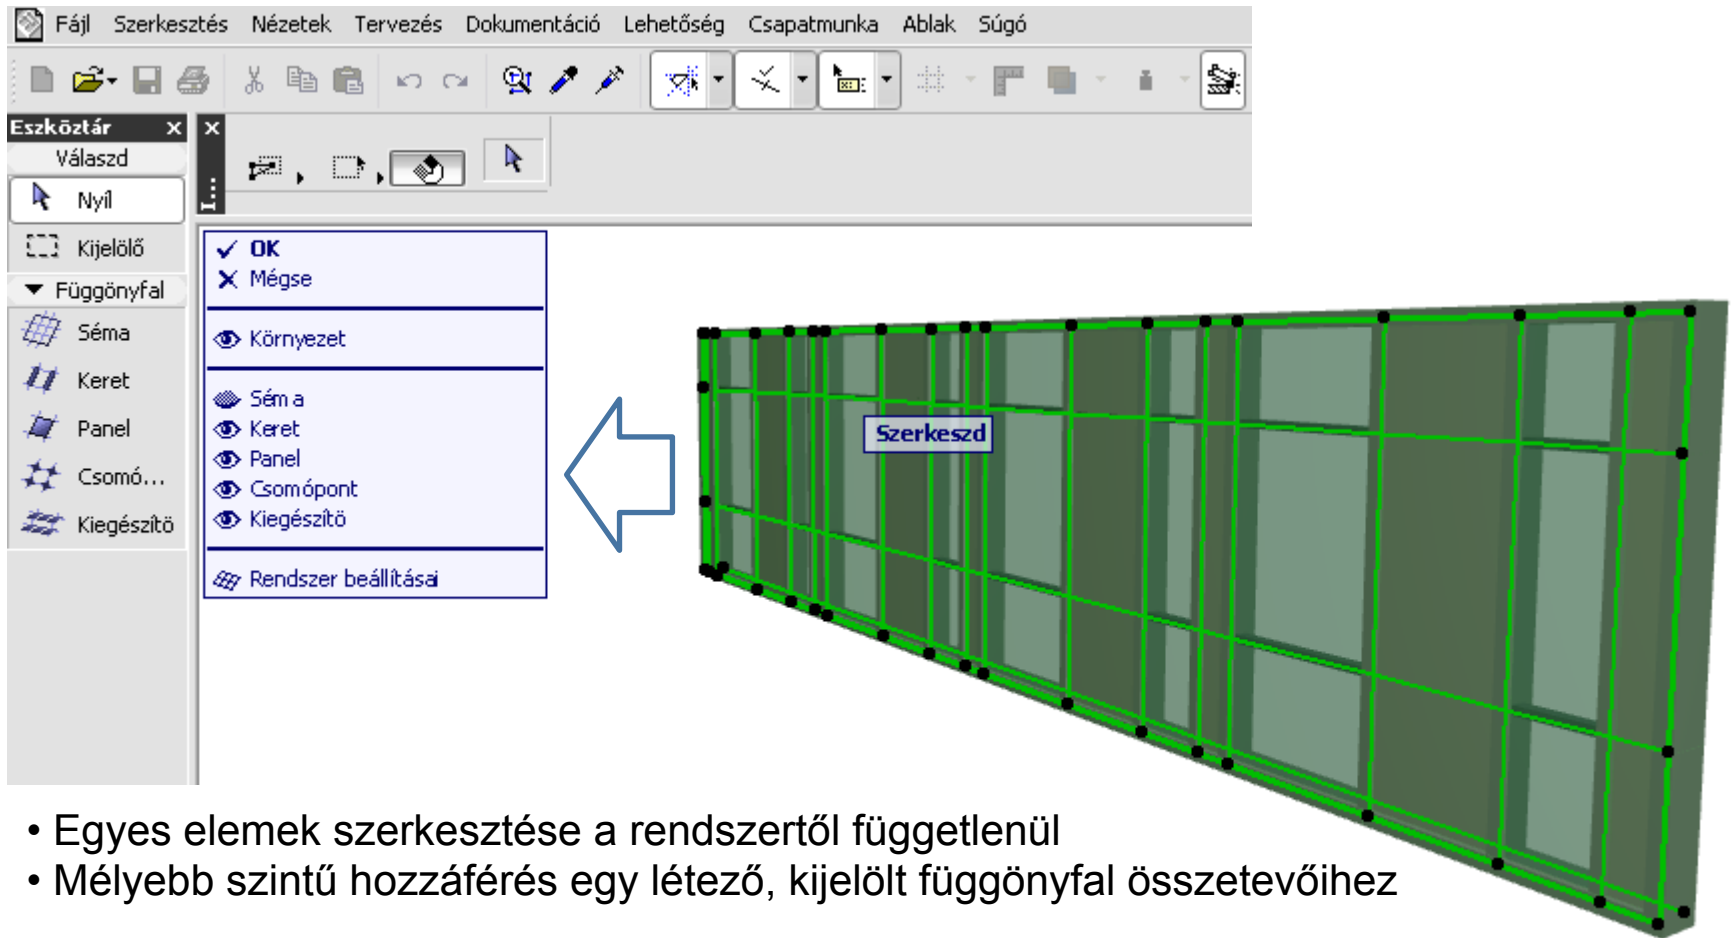 Fájl Szerkesztés Nézetek Tervezés Dokumentáció Lehetőség Csapatmunka Ablak Súgó
Eszköztár
Válaszd
Nyíl
Kijelölő
Függönyfal
Séma
Keret
Panel
Csomó...
Kiegészítö
OK
Mégse
Környezet
Séma
Keret
Panel
Csomópont
Kiegészítö
Rendszer beállításai
Szerkeszd
• Egyes elemek szerkesztése a rendszertől függetlenül
• Mélyebb szintű hozzáférés egy létező, kijelölt függönyfal összetevőihez